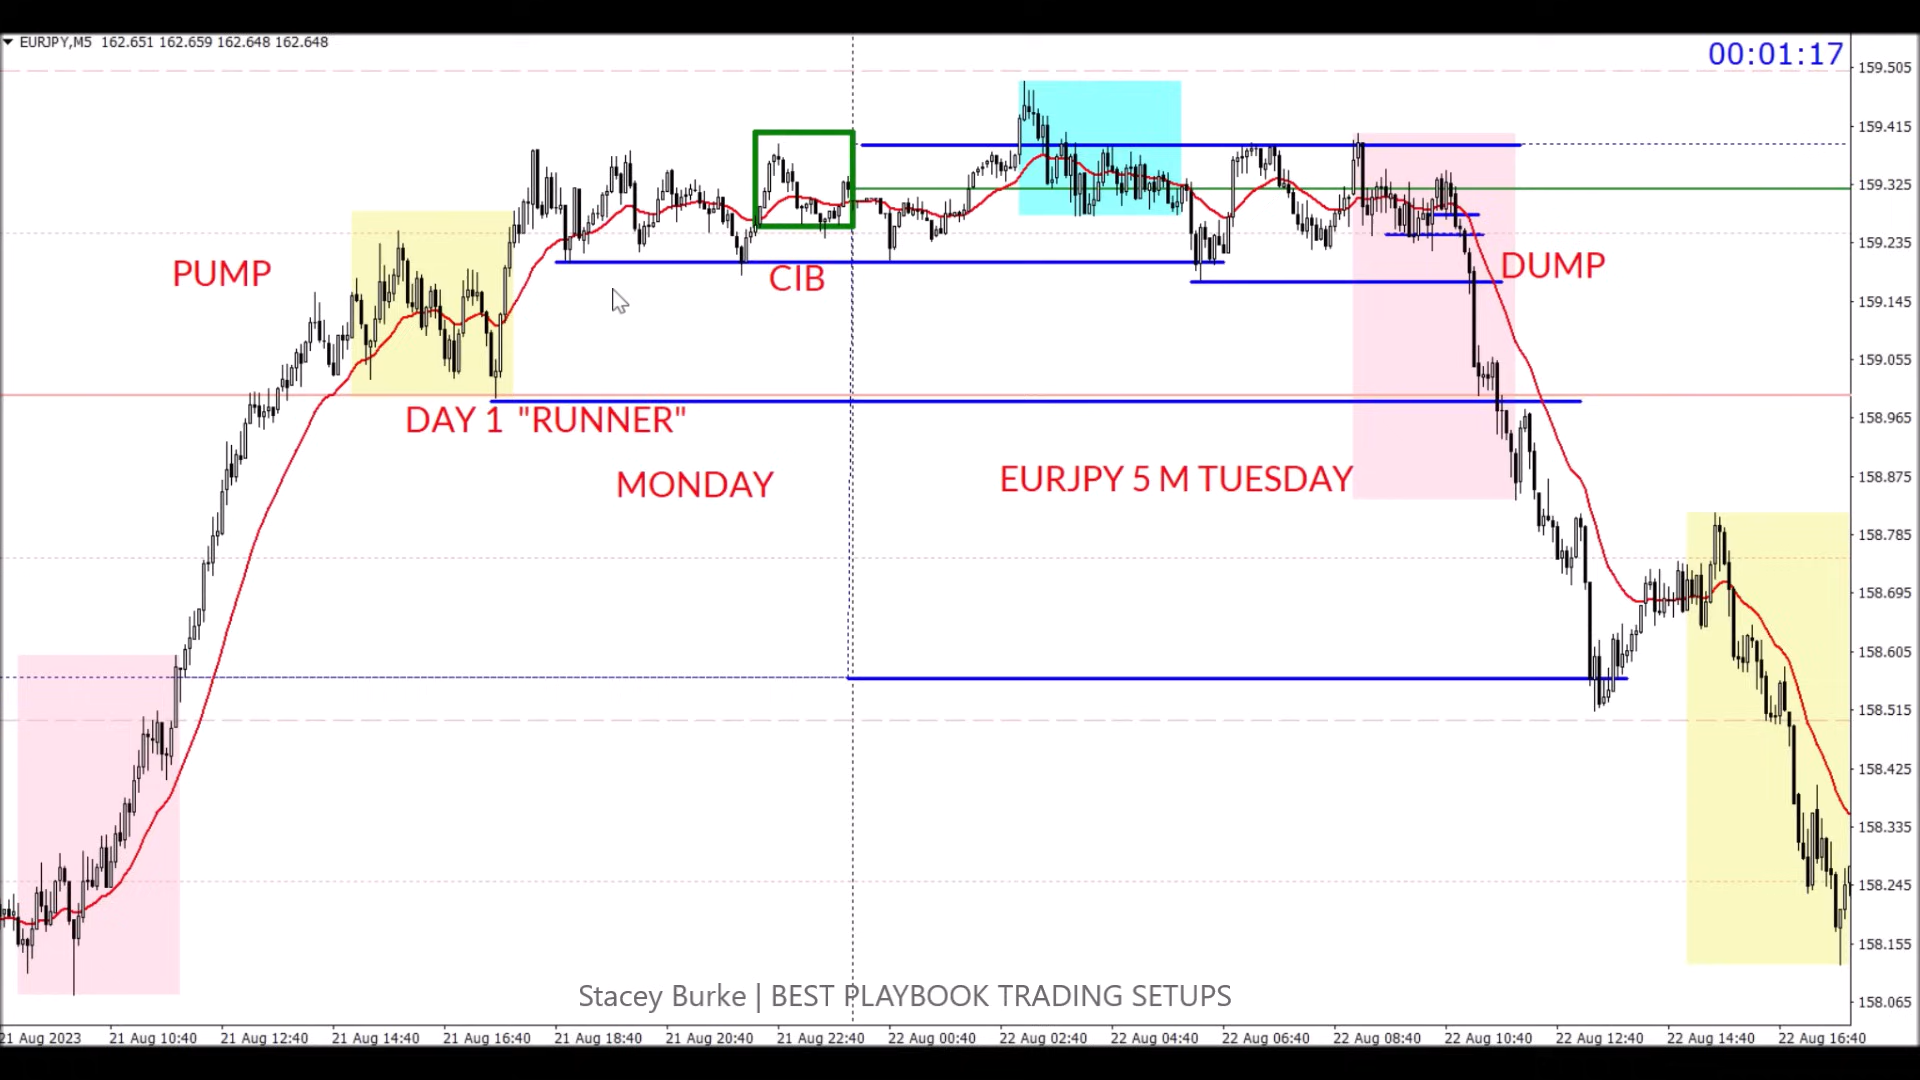 EURJPY,M5 162.651 162.659 162.648 162.648
00:01:17
159.505
159.415
159.325
159.235
159.145
159.055
158.965
158.875
158.785
158.695
158.605
158.515
158.425
158.335
158.245
158.155
158.065
PUMP
CIB
DUMP
DAY 1 "RUNNER"
MONDAY
EURJPY 5 M TUESDAY
Stacey Burke | BEST PLAYBOOK TRADING SETUPS
21 Aug 2023 21 Aug 10:40 21 Aug 12:40 21 Aug 14:40 21 Aug 16:40 21 Aug 18:40 21 Aug 20:40 21 Aug 22:40 22 Aug 00:40 22 Aug 02:40 22 Aug 04:40 22 Aug 06:40 22 Aug 08:40 22 Aug 10:40 22 Aug 12:40 22 Aug 14:40 22 Aug 16:40